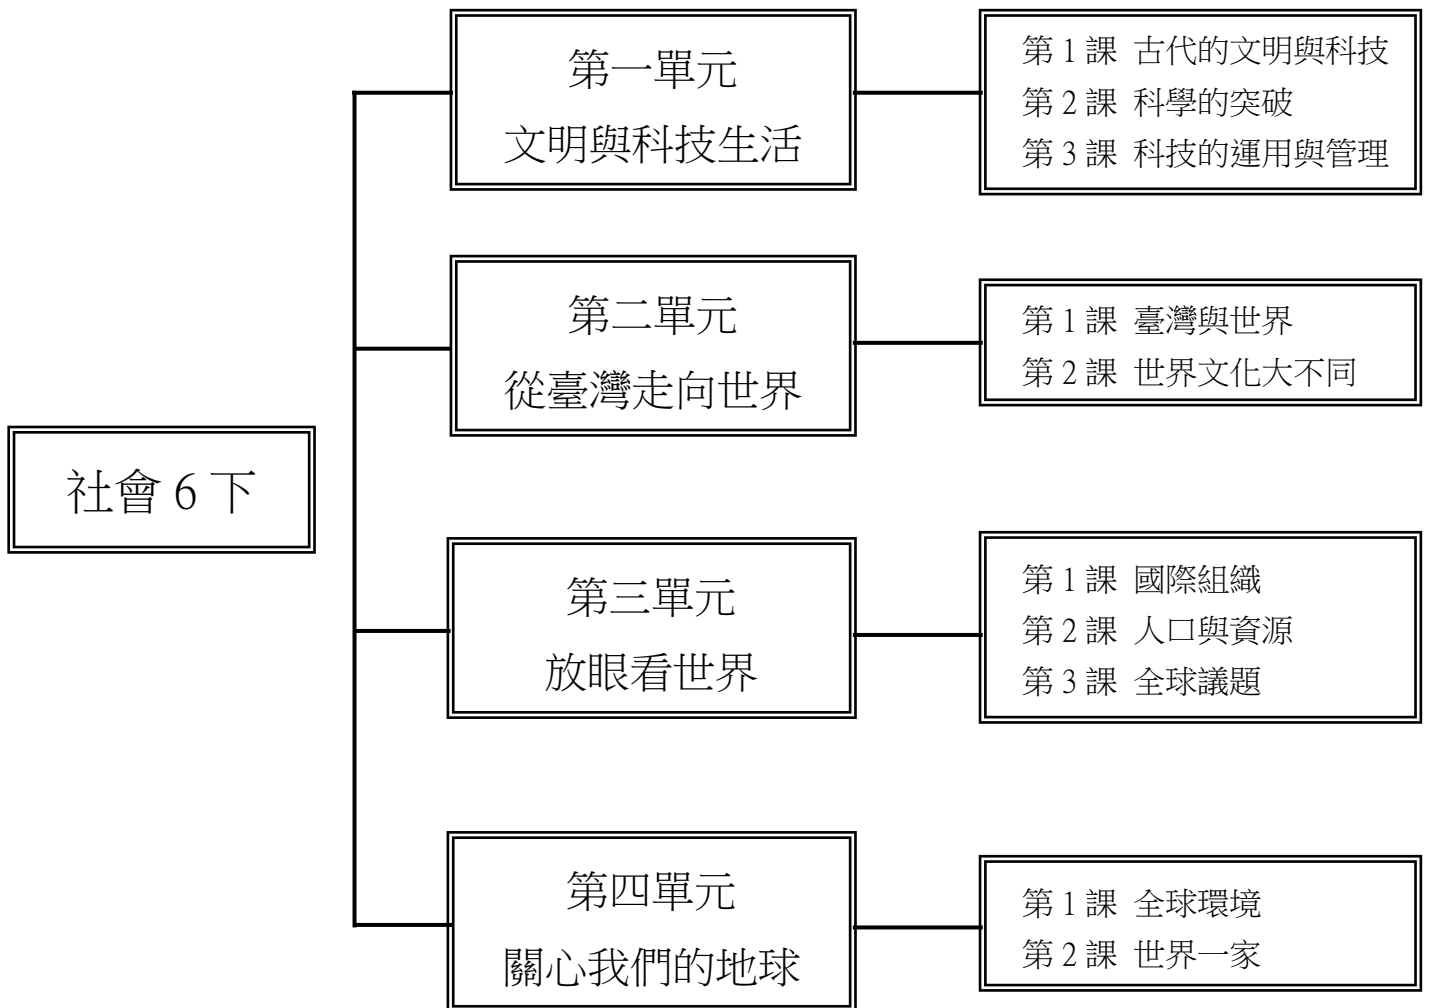 社會 6 下
第一單元
文明與科技生活
第 1 課 古代的文明與科技
第 2 課 科學的突破
第 3 課 科技的運用與管理
第二單元
從臺灣走向世界
第 1 課 臺灣與世界
第 2 課 世界文化大不同
第三單元
放眼看世界
第 1 課 國際組織
第 2 課 人口與資源
第 3 課 全球議題
第四單元
關心我們的地球
第 1 課 全球環境
第 2 課 世界一家